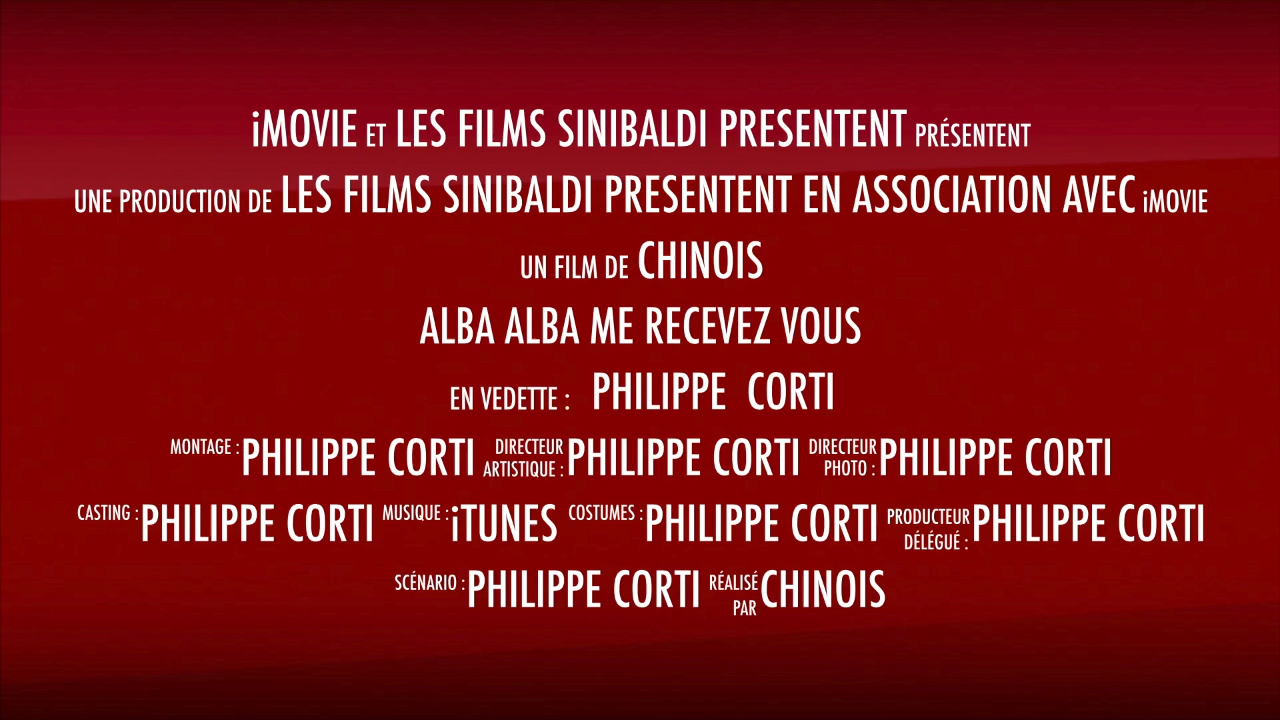 iMOVIE ET LES FILMS SINIBALDI PRESENTENT PRÉSENTENT
UNE PRODUCTION DE LES FILMS SINIBALDI PRESENTENT EN ASSOCIATION AVEC iMOVIE
UN FILM DE CHINOIS
ALBA ALBA ME RECEVEZ VOUS
EN VEDETTE : PHILIPPE CORTI
MONTAGE : PHILIPPE CORTI DIRECTEUR ARTISTIQUE : PHILIPPE CORTI DIRECTEUR PHOTO : PHILIPPE CORTI
CASTING : PHILIPPE CORTI MUSIQUE : iTUNES COSTUMES : PHILIPPE CORTI PRODUCTEUR DÉLÉGUÉ : PHILIPPE CORTI
SCÉNARIO : PHILIPPE CORTI RÉALISÉ PAR CHINOIS